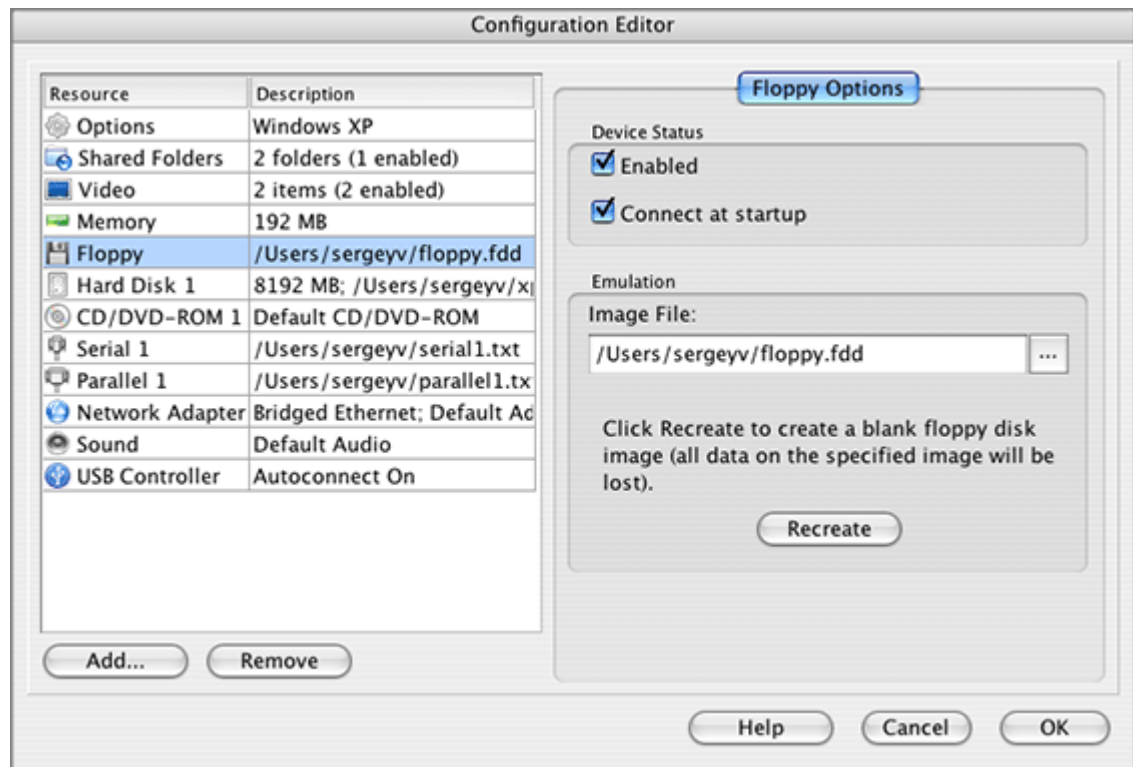 Configuration Editor
Resource Description
Options Windows XP
Shared Folders 2 folders (1 enabled)
Video 2 items (2 enabled)
Memory 192 MB
Floppy /Users/sergeyv/floppy.fdd
Hard Disk 1 8192 MB; /Users/sergeyv/xp
CD/DVD-ROM 1 Default CD/DVD-ROM
Serial 1 /Users/sergeyv/serial1.txt
Parallel 1 /Users/sergeyv/parallel1.tx
Network Adapter Bridged Ethernet; Default Ad
Sound Default Audio
USB Controller Autoconnect On
Add... Remove
Floppy Options
Device Status
Enabled
Connect at startup
Emulation
Image File:
/Users/sergeyv/floppy.fdd ...
Click Recreate to create a blank floppy disk
image (all data on the specified image will be
lost).
Recreate
Help Cancel OK